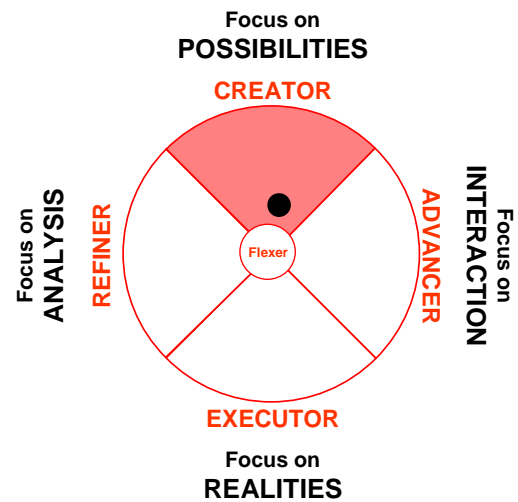 Focus on
POSSIBILITIES
CREATOR
Focus on
ANALYSIS
REFINER
Flexer
ADVANCER
INTERACTION
Focus on
EXECUTOR
Focus on
REALITIES